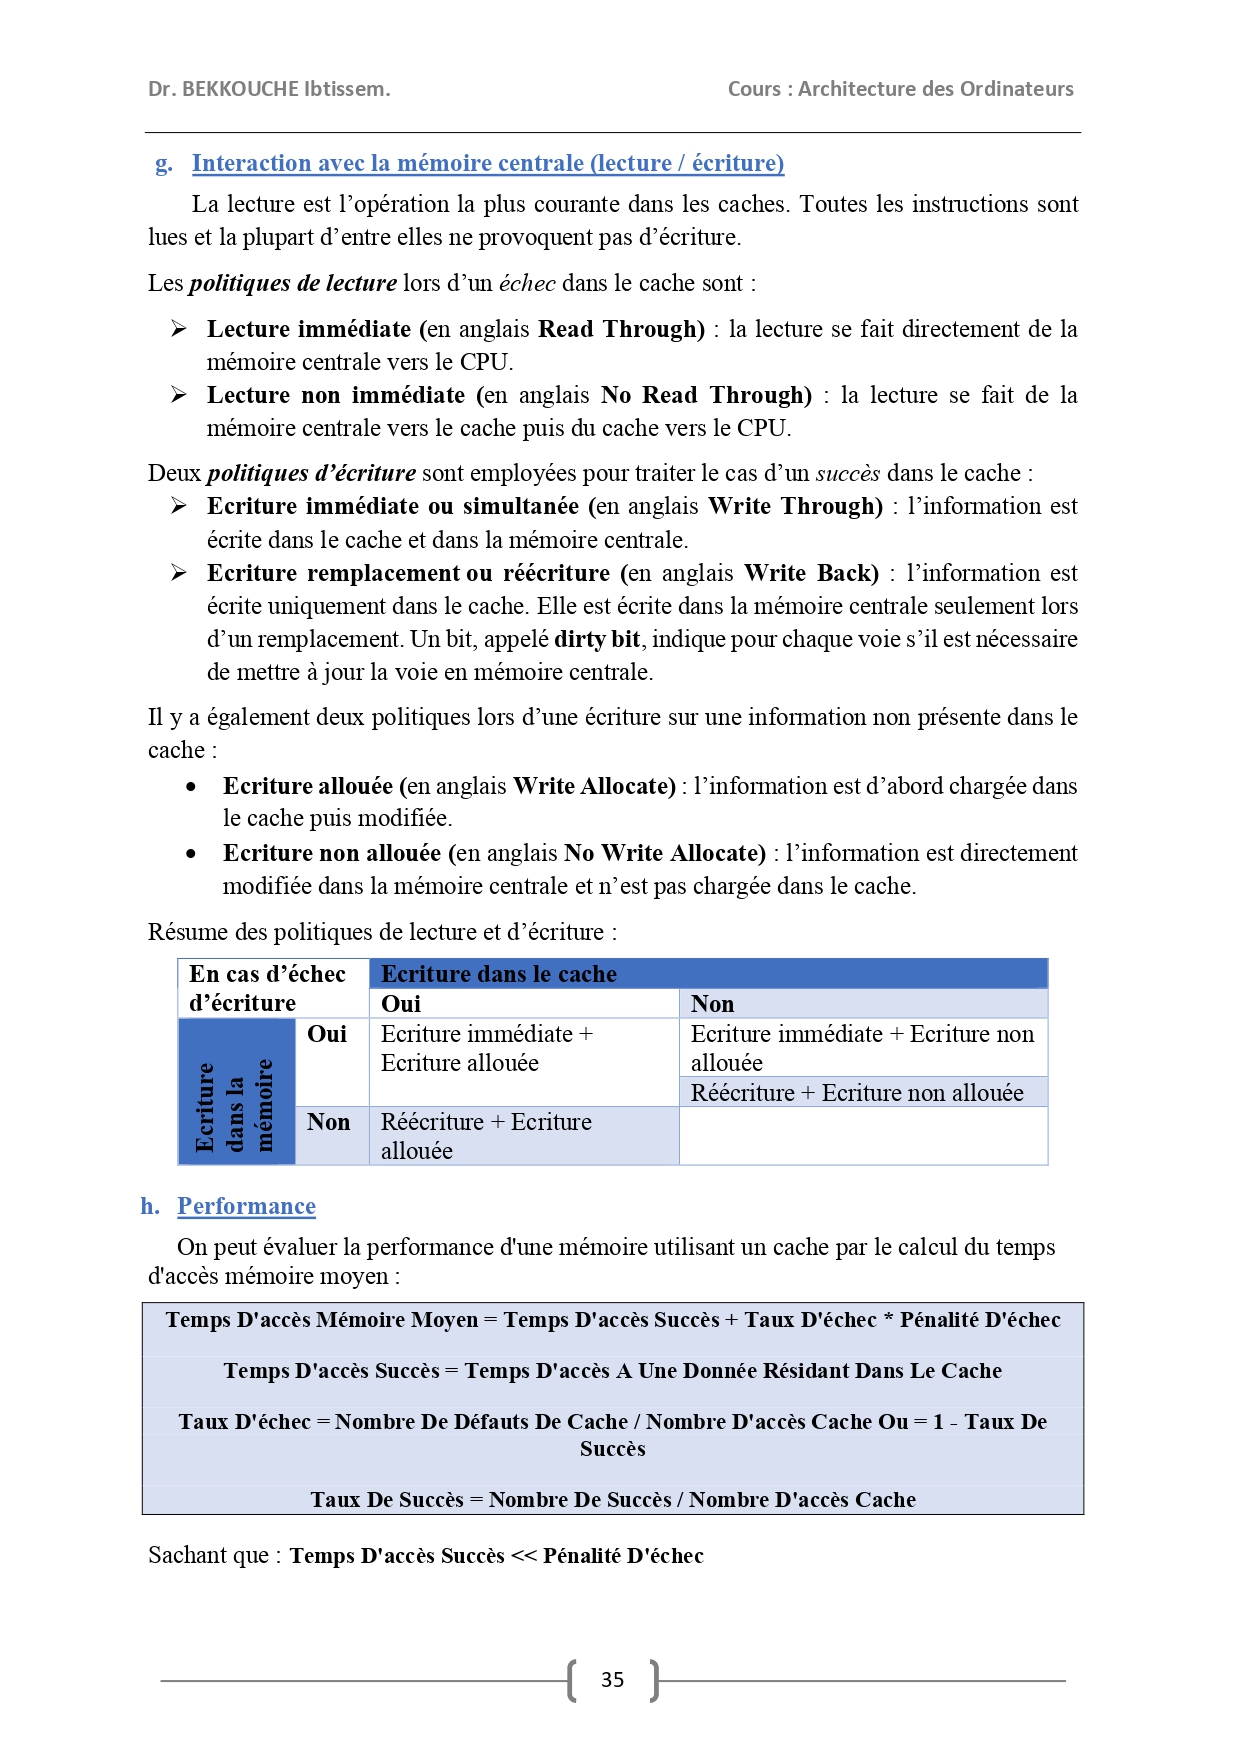 Dr. BEKKOUCHE Ibtissem. Cours : Architecture des Ordinateurs
g. Interaction avec la mémoire centrale (lecture / écriture)
La lecture est l’opération la plus courante dans les caches. Toutes les instructions sont
lues et la plupart d’entre elles ne provoquent pas d’écriture.
Les politiques de lecture lors d’un échec dans le cache sont :
➢ Lecture immédiate (en anglais Read Through) : la lecture se fait directement de la
mémoire centrale vers le CPU.
➢ Lecture non immédiate (en anglais No Read Through) : la lecture se fait de la
mémoire centrale vers le cache puis du cache vers le CPU.
Deux politiques d’écriture sont employées pour traiter le cas d’un succès dans le cache :
➢ Ecriture immédiate ou simultanée (en anglais Write Through) : l’information est
écrite dans le cache et dans la mémoire centrale.
➢ Ecriture remplacement ou réécriture (en anglais Write Back) : l’information est
écrite uniquement dans le cache. Elle est écrite dans la mémoire centrale seulement lors
d’un remplacement. Un bit, appelé dirty bit, indique pour chaque voie s’il est nécessaire
de mettre à jour la voie en mémoire centrale.
Il y a également deux politiques lors d’une écriture sur une information non présente dans le
cache :
• Ecriture allouée (en anglais Write Allocate) : l’information est d’abord chargée dans
le cache puis modifiée.
• Ecriture non allouée (en anglais No Write Allocate) : l’information est directement
modifiée dans la mémoire centrale et n’est pas chargée dans le cache.
Résume des politiques de lecture et d’écriture :
En cas d’échec Ecriture dans le cache
d’écriture Oui Non
Ecriture
dans la
mémoire
Oui Ecriture immédiate + Ecriture immédiate + Ecriture non
Ecriture allouée allouée
Réécriture + Ecriture non allouée
Non Réécriture + Ecriture
allouée
h. Performance
On peut évaluer la performance d'une mémoire utilisant un cache par le calcul du temps
d'accès mémoire moyen :
Temps D'accès Mémoire Moyen = Temps D'accès Succès + Taux D'échec * Pénalité D'échec
Temps D'accès Succès = Temps D'accès A Une Donnée Résidant Dans Le Cache
Taux D'échec = Nombre De Défauts De Cache / Nombre D'accès Cache Ou = 1 - Taux De
Succès
Taux De Succès = Nombre De Succès / Nombre D'accès Cache
Sachant que : Temps D'accès Succès << Pénalité D'échec
35